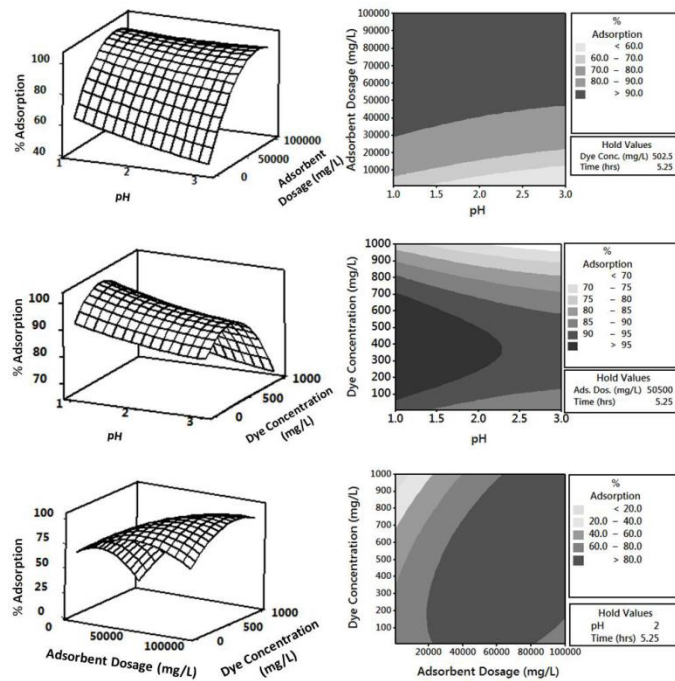 100
80
60
40
% Adsorption
1
2
3
pH
0
50000
100000
Adsorbent
Dosage (mg/L)
100000
90000
80000
70000
60000
50000
40000
30000
20000
10000
Adsorbent Dosage (mg/L)
1.0 1.5 2.0 2.5 3.0
pH
%
Adsorption
< 60.0
60.0 – 70.0
70.0 – 80.0
80.0 – 90.0
> 90.0
Hold Values
Dye Conc. (mg/L) 502.5
Time (hrs) 5.25
100
90
80
70
% Adsorption
1
2
3
pH
0
500
1000
Dye Concentration
(mg/L)
1000
900
800
700
600
500
400
300
200
100
Dye Concentration (mg/L)
1.0 1.5 2.0 2.5 3.0
pH
%
Adsorption
< 70
70 – 75
75 – 80
80 – 85
85 – 90
90 – 95
> 95
Hold Values
Ads. Dos. (mg/L) 50500
Time (hrs) 5.25
100
75
50
25
0
% Adsorption
0
50000
100000
Adsorbent Dosage (mg/L)
0
500
1000
Dye Concentration
(mg/L)
1000
900
800
700
600
500
400
300
200
100
Dye Concentration (mg/L)
20000 40000 60000 80000 100000
Adsorbent Dosage (mg/L)
%
Adsorption
< 20.0
20.0 – 40.0
40.0 – 60.0
60.0 – 80.0
> 80.0
Hold Values
pH 2
Time (hrs) 5.25